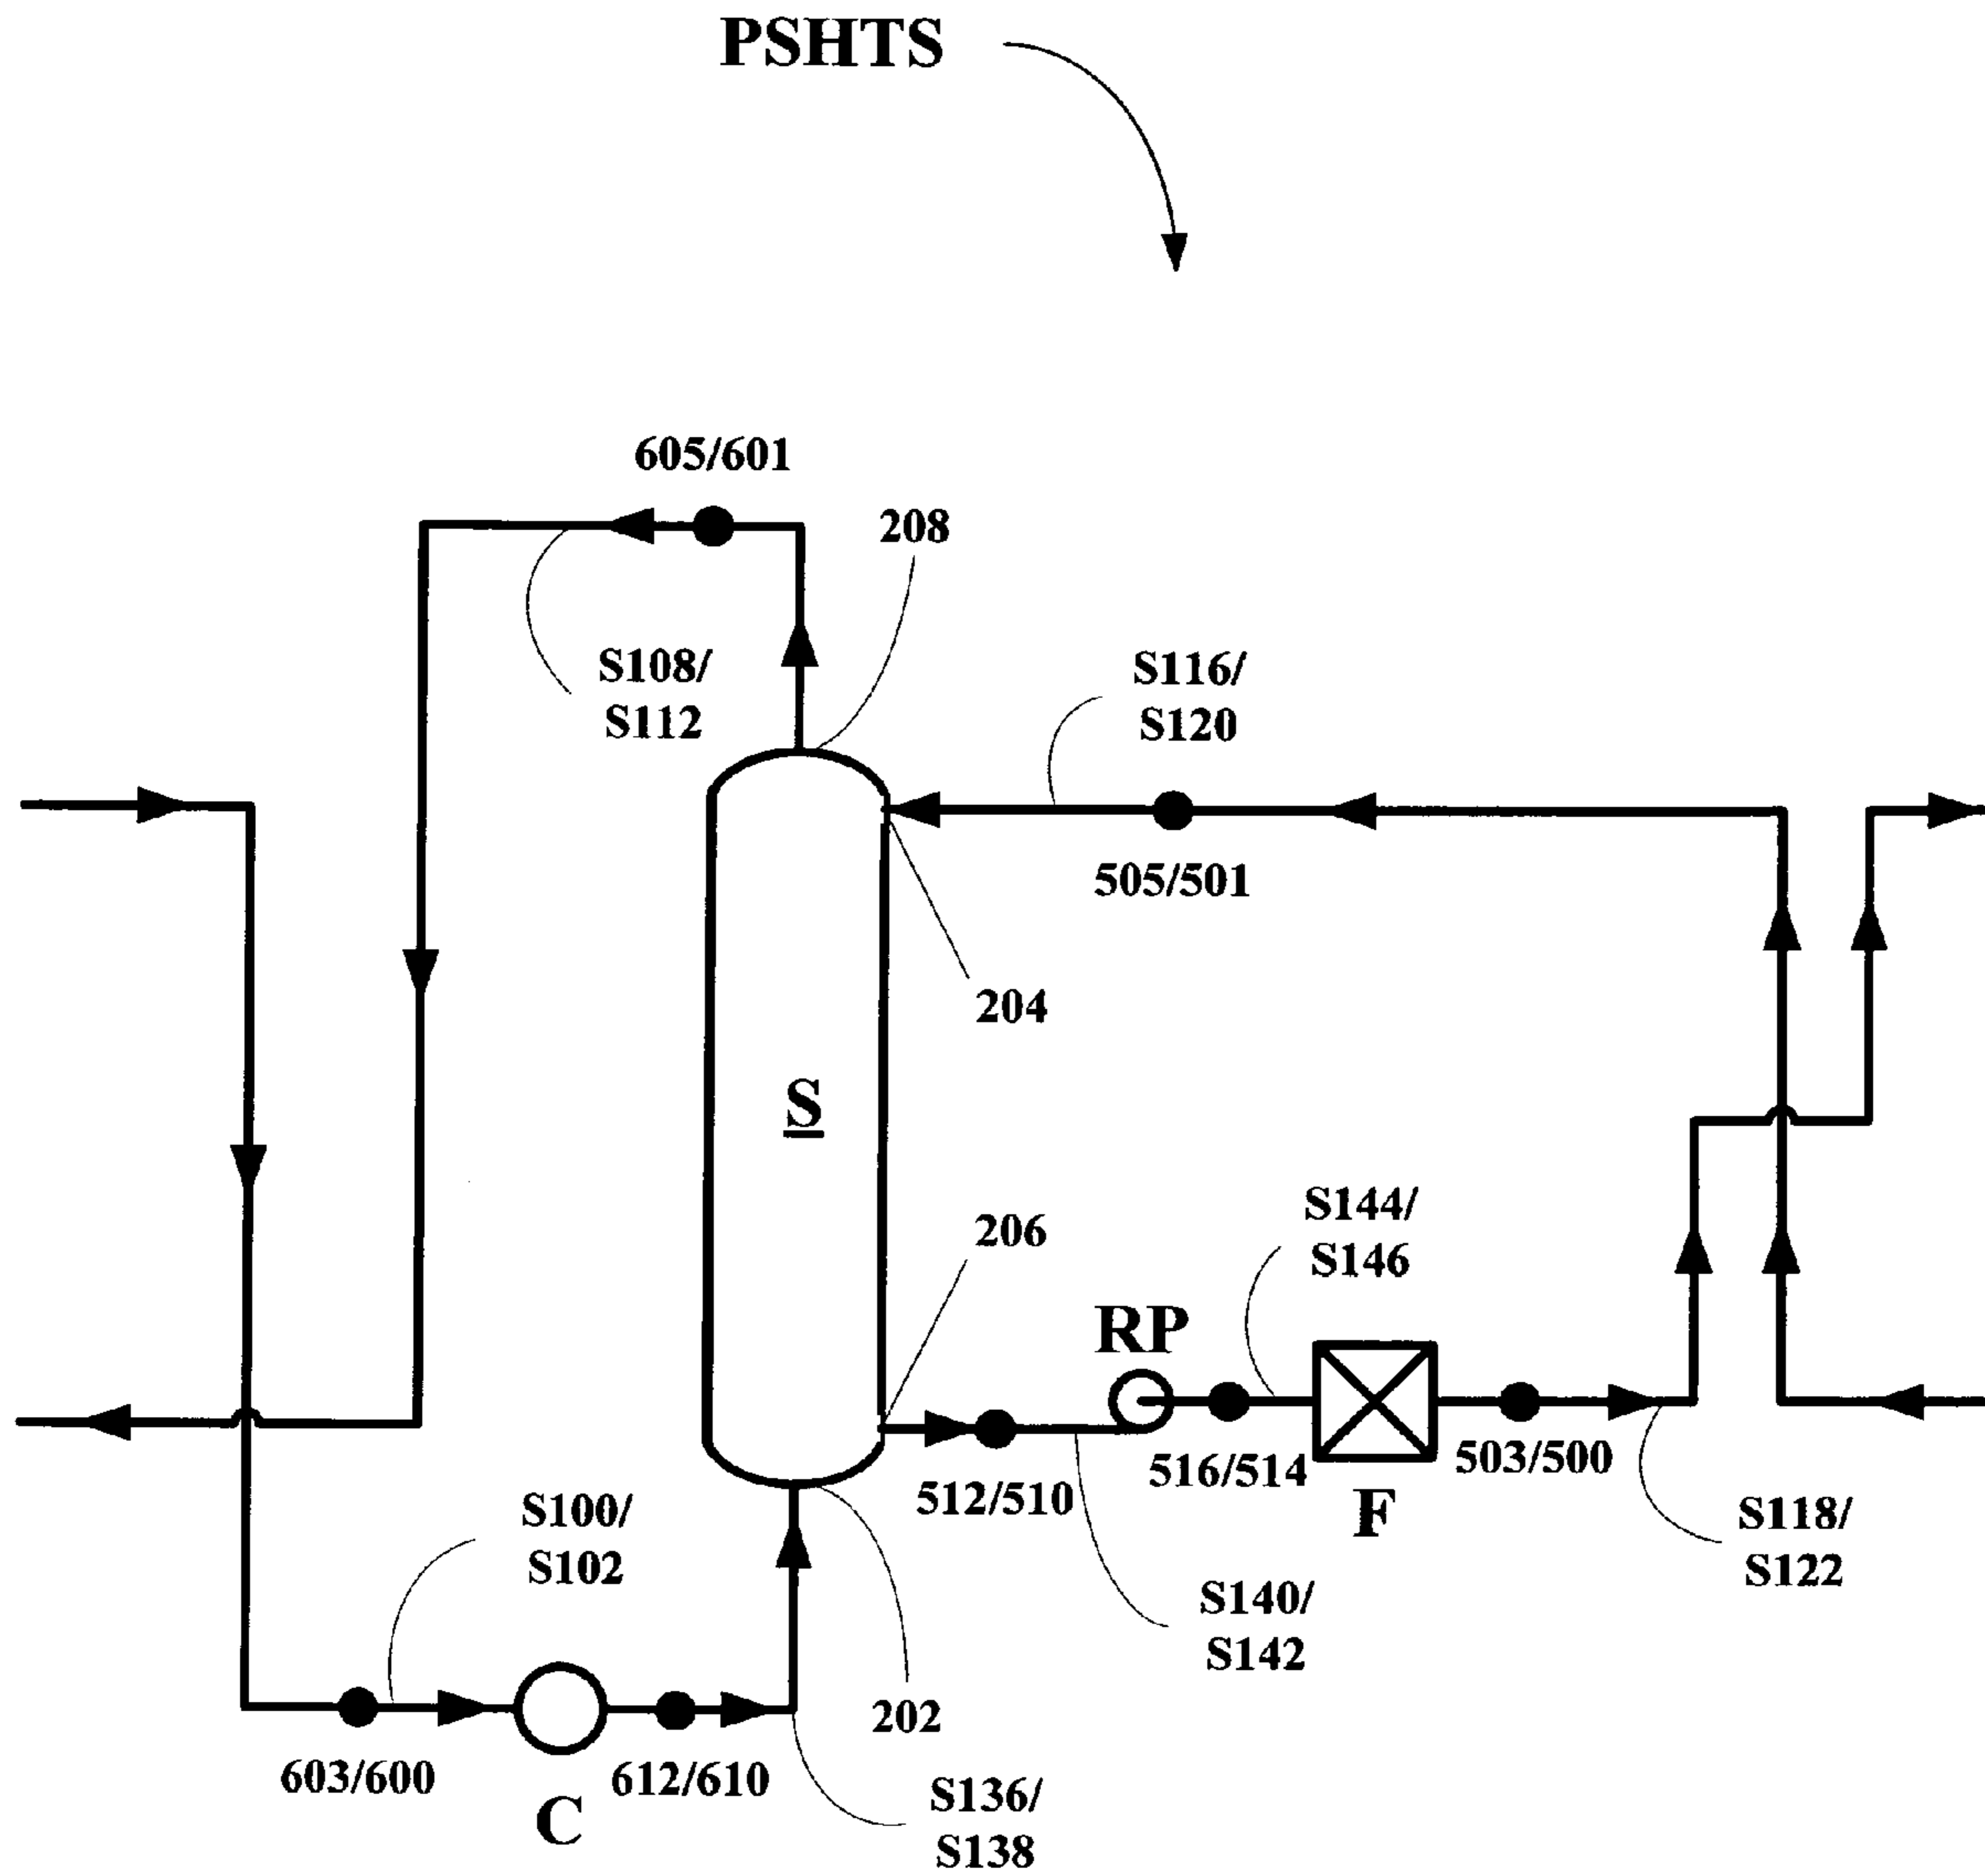 PSHTS
605/601
208
S108/
S112
S116/
S120
505/501
204
S
206
S144/
S146
RP
516/514
503/500
512/510
F
S100/
S102
S118/
S122
S140/
S142
202
603/600
612/610
C
S136/
S138